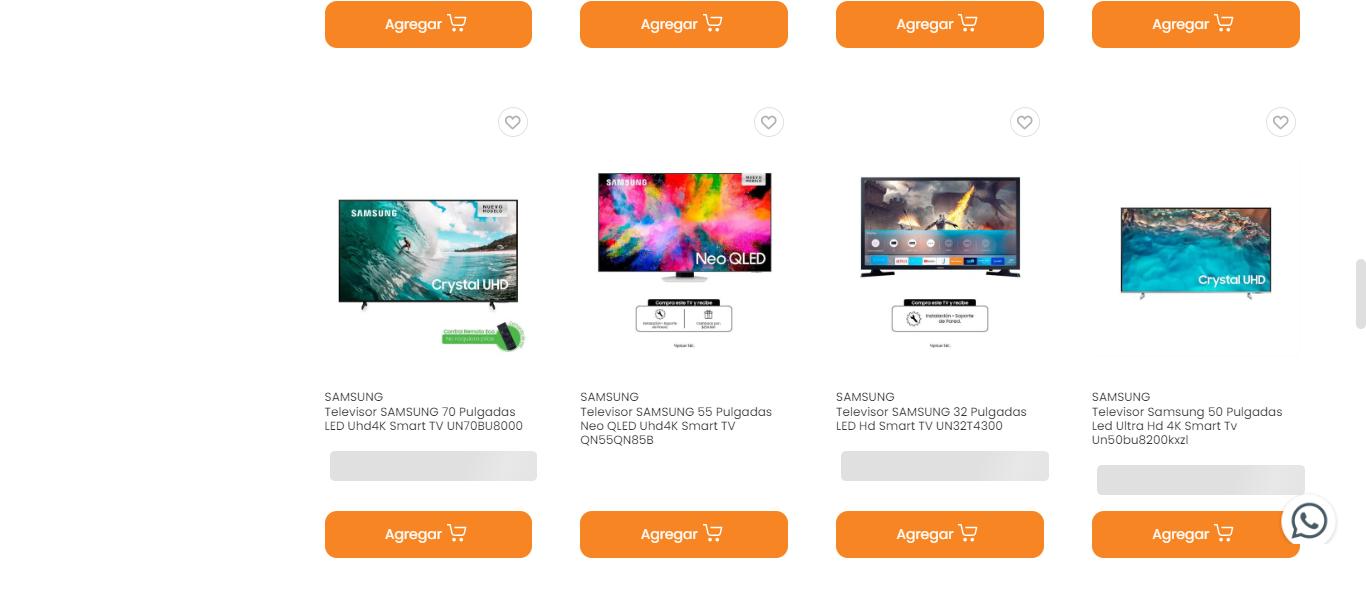 Agregar
Agregar
Agregar
Agregar
SAMSUNG
NUEVO
MODELO
Crystal UHD
Control Remoto Eco
No requiere pilas
SAMSUNG
Televisor SAMSUNG 70 Pulgadas
LED Uhd4K Smart TV UN70BU8000
Agregar
SAMSUNG
NUEVO
MODELO
Neo QLED
Compra este TV y recibe
Instalación + Soporte
de Pared.
SAMSUNG
Televisor SAMSUNG 55 Pulgadas
Neo QLED Uhd4K Smart TV
QN55QN85B
Agregar
Compra este TV y recibe
Instalación + Soporte
de Pared.
SAMSUNG
Televisor SAMSUNG 32 Pulgadas
LED Hd Smart TV UN32T4300
Agregar
Crystal UHD
SAMSUNG
Televisor Samsung 50 Pulgadas
Led Ultra Hd 4K Smart Tv
Un50bu8200kxzl
Agregar